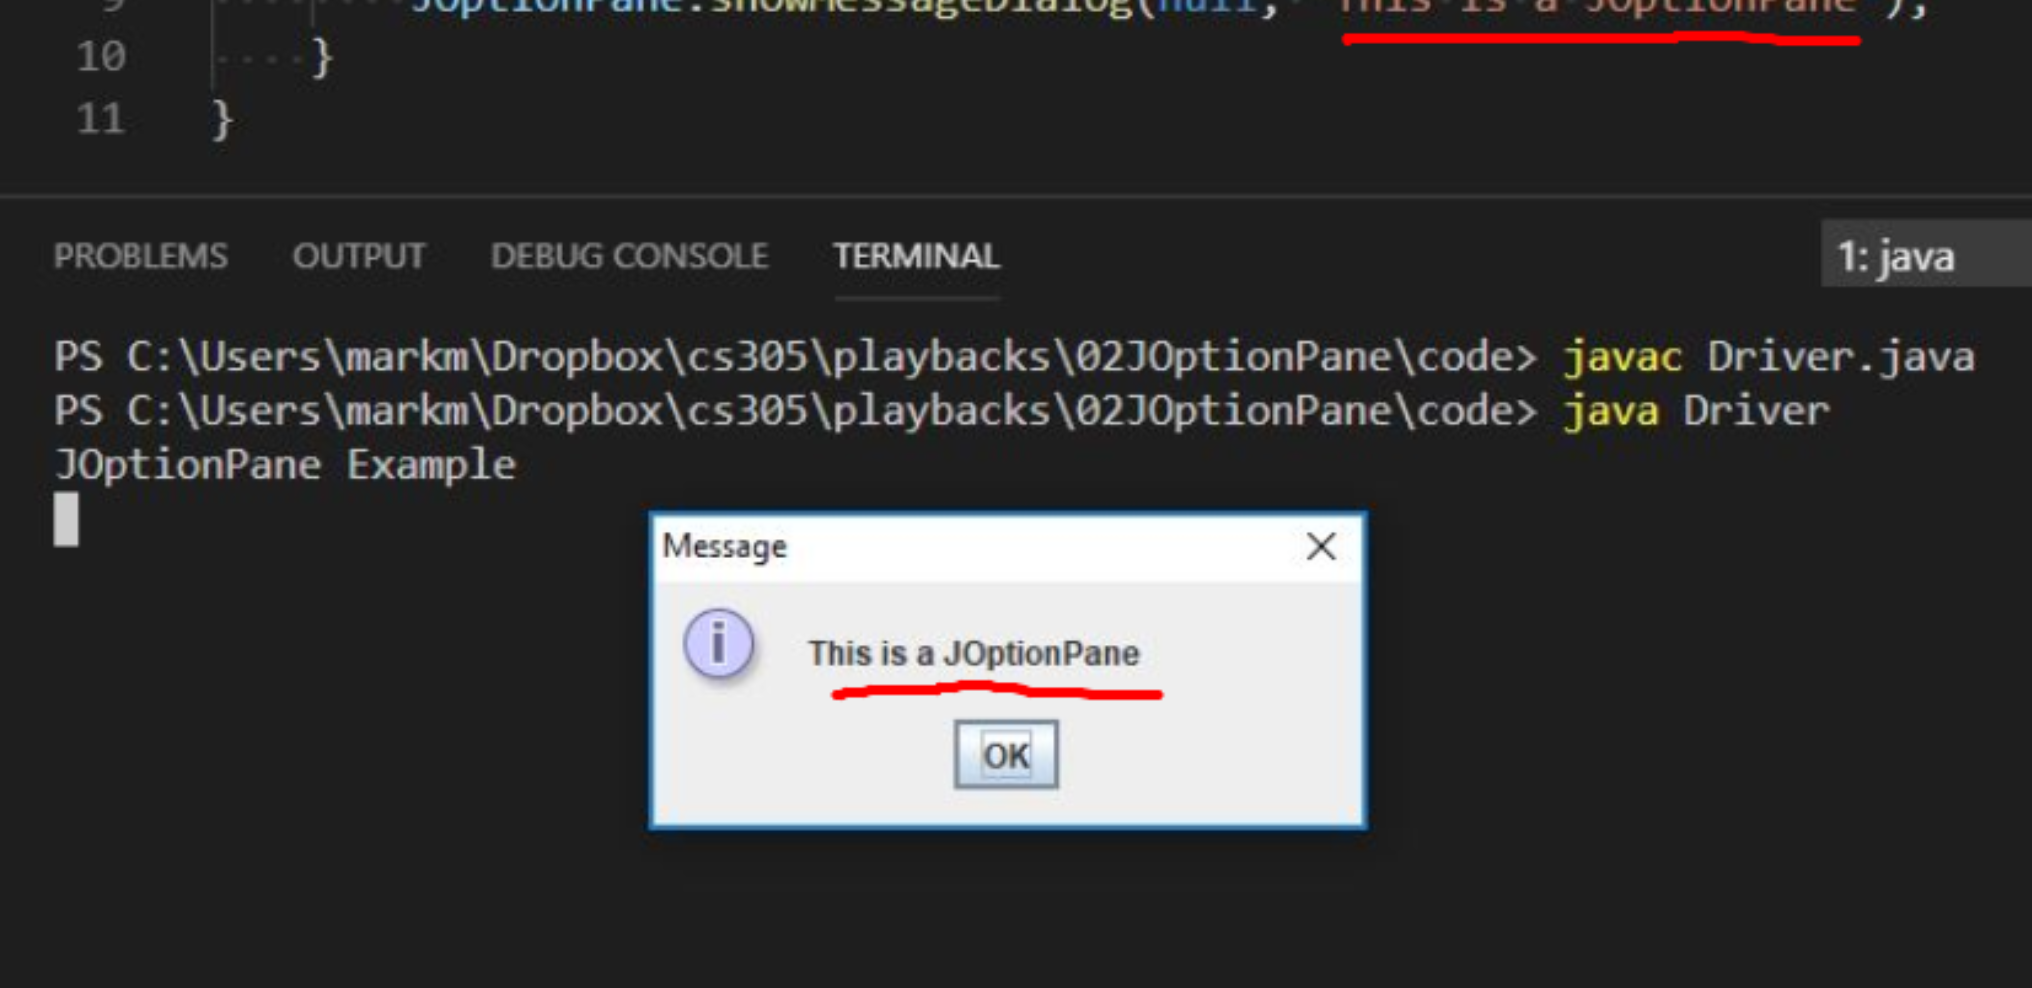 9 JOptionPane.showMessageDialog(null, "This is a JOptionPane");
10 }
11 }
PROBLEMS OUTPUT DEBUG CONSOLE TERMINAL 1: java
PS C:\Users\markm\Dropbox\cs305\playbacks\02JOptionPane\code> javac Driver.java
PS C:\Users\markm\Dropbox\cs305\playbacks\02JOptionPane\code> java Driver
JOptionPane Example
Message
This is a JOptionPane
OK